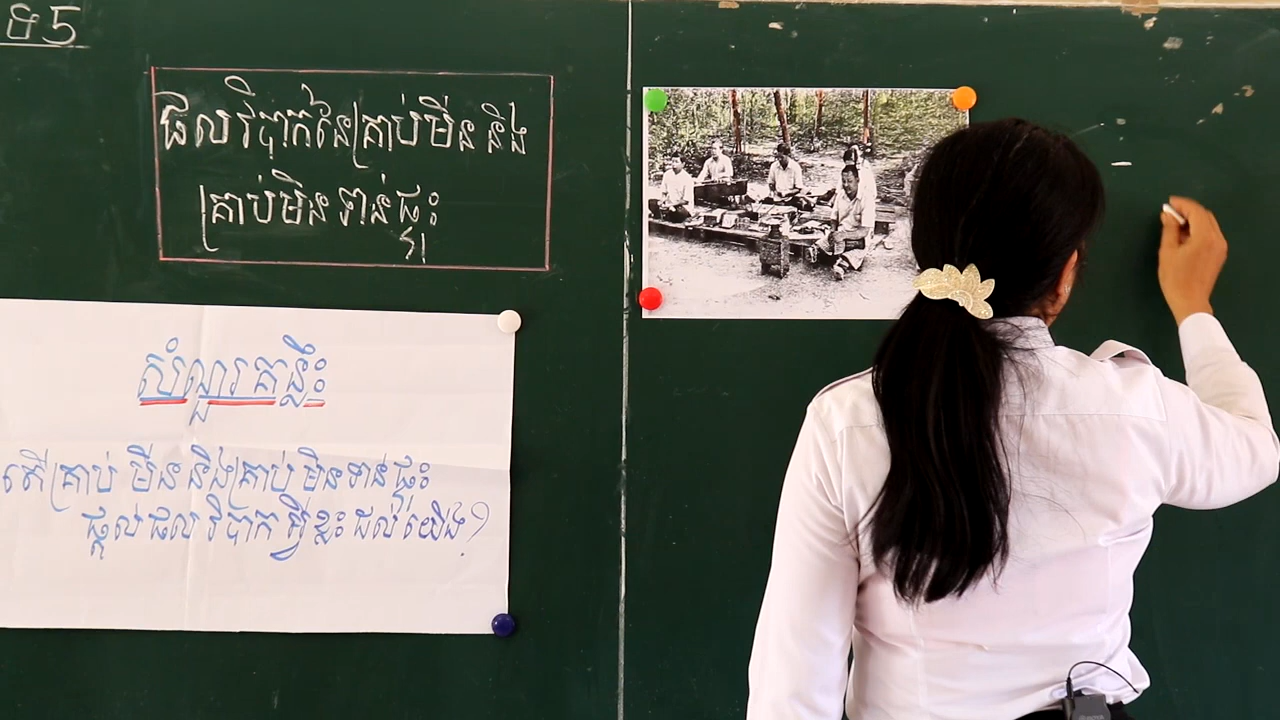 ទី 5
ផលវិបាកនៃគ្រាប់មីន និង
គ្រាប់មិនទាន់ផ្ទុះ
សំណួរគន្លឹះ
តើគ្រាប់ មីន និងគ្រាប់ មិនទាន់ផ្ទុះ
ផ្តល់ផលវិបាក អ្វីខ្លះ ដល់យើង?